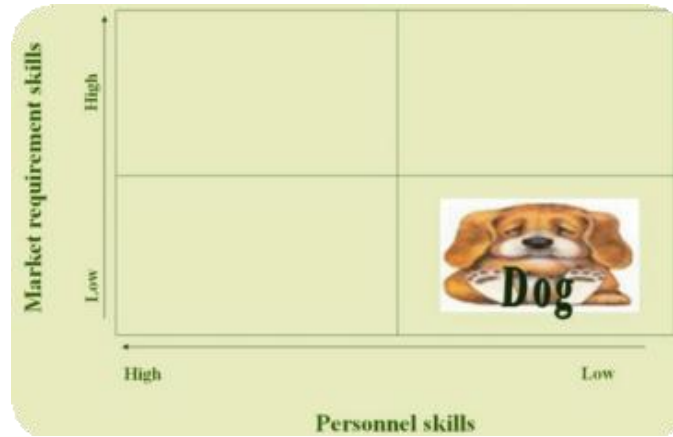 Market requirement skills
High
Low
Dog
High
Low
Personnel skills